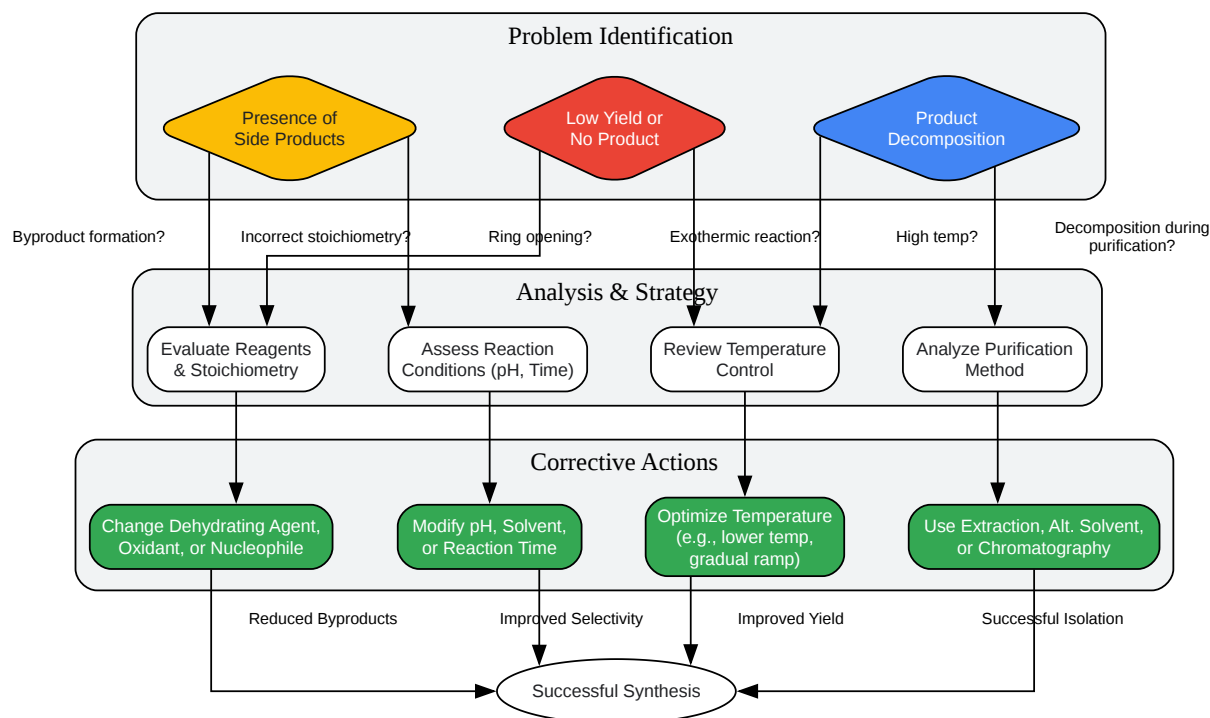 Problem Identification
Presence of
Side Products
Low Yield or
No Product
Product
Decomposition
Byproduct formation?
Incorrect stoichiometry?
Ring opening?
Exothermic reaction?
High temp?
Decomposition during
purification?
Analysis & Strategy
Evaluate Reagents
& Stoichiometry
Assess Reaction
Conditions (pH, Time)
Review Temperature
Control
Analyze Purification
Method
Corrective Actions
Change Dehydrating Agent,
Oxidant, or Nucleophile
Modify pH, Solvent,
or Reaction Time
Optimize Temperature
(e.g., lower temp,
gradual ramp)
Use Extraction, Alt. Solvent,
or Chromatography
Reduced Byproducts
Improved Selectivity
Improved Yield
Successful Isolation
Successful Synthesis